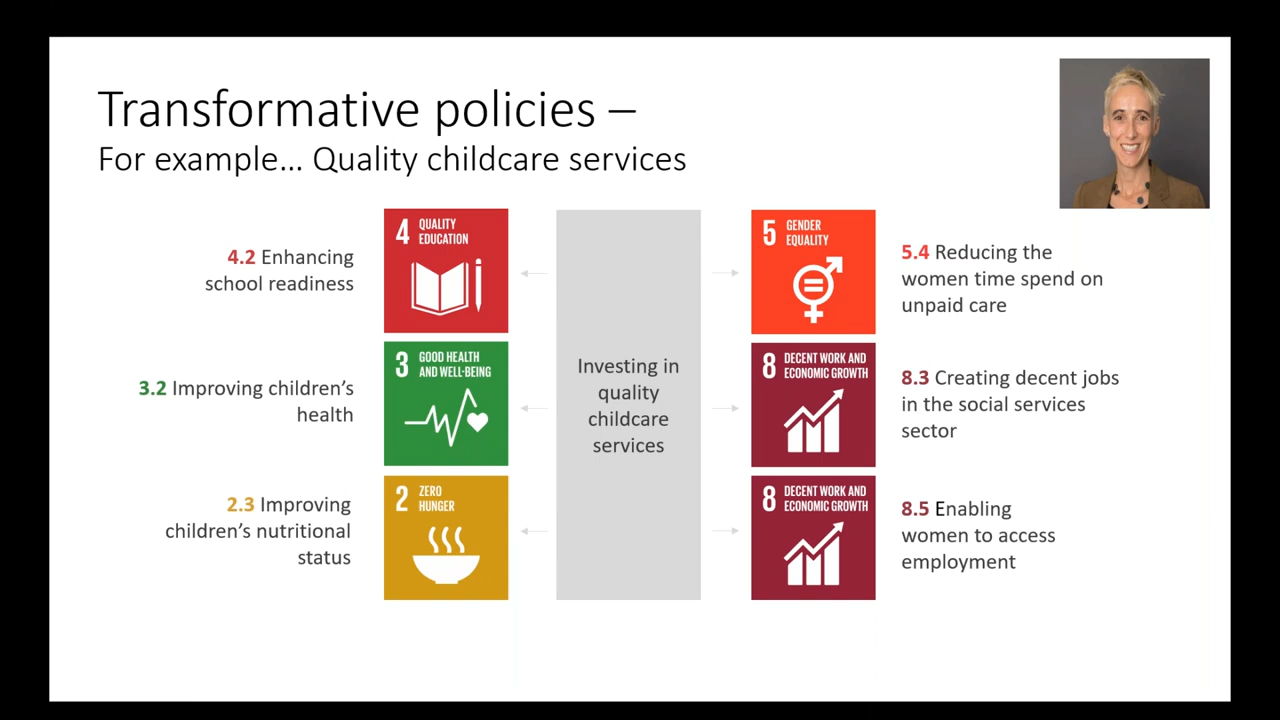 Transformative policies –
For example... Quality childcare services
4 QUALITY
EDUCATION
4.2 Enhancing
school readiness
3 GOOD HEALTH
AND WELL-BEING
3.2 Improving children's
health
2 ZERO
HUNGER
2.3 Improving
children's nutritional
status
Investing in
quality
childcare
services
5 GENDER
EQUALITY
5.4 Reducing the
women time spend on
unpaid care
8 DECENT WORK AND
ECONOMIC GROWTH
8.3 Creating decent jobs
in the social services
sector
8 DECENT WORK AND
ECONOMIC GROWTH
8.5 Enabling
women to access
employment